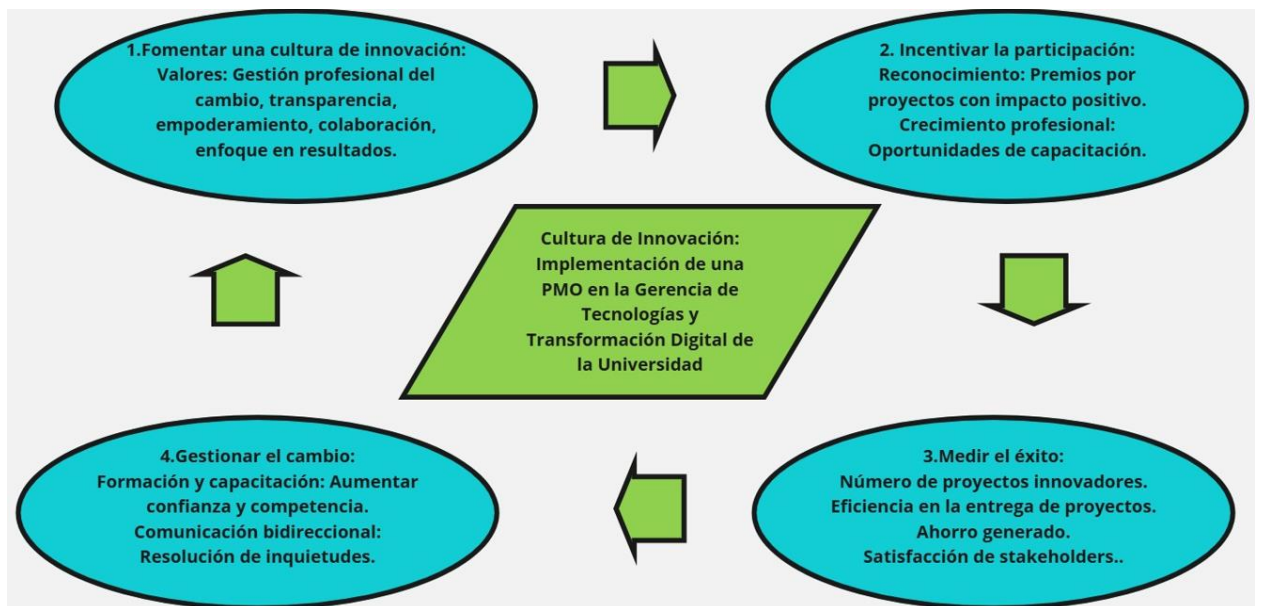 1.Fomentar una cultura de innovación:
Valores: Gestión profesional del
cambio, transparencia,
empoderamiento, colaboración,
enfoque en resultados.
2. Incentivar la participación:
Reconocimiento: Premios por
proyectos con impacto positivo.
Crecimiento profesional:
Oportunidades de capacitación.
Cultura de Innovación:
Implementación de una
PMO en la Gerencia de
Tecnologías y
Transformación Digital de
la Universidad
3.Medir el éxito:
Número de proyectos innovadores.
Eficiencia en la entrega de proyectos.
Ahorro generado.
Satisfacción de stakeholders..
4.Gestionar el cambio:
Formación y capacitación: Aumentar
confianza y competencia.
Comunicación bidireccional:
Resolución de inquietudes.